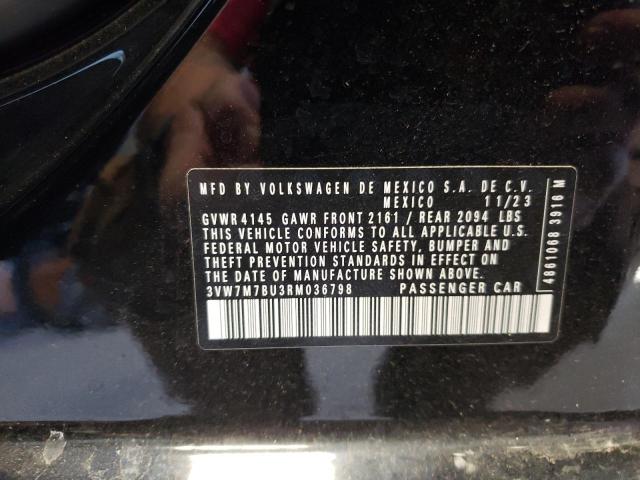 MFD BY VOLKSWAGEN DE MEXICO S.A. DE C.V.
MEXICO 11/23
GVWR 4145 GAWR FRONT 2161 / REAR 2094 LBS
THIS VEHICLE CONFORMS TO ALL APPLICABLE U.S.
FEDERAL MOTOR VEHICLE SAFETY, BUMPER AND
THEFT PREVENTION STANDARDS IN EFFECT ON
THE DATE OF MANUFACTURE SHOWN ABOVE.
3VW7M7BU3RM036798 PASSENGER CAR
4861068 3916 M